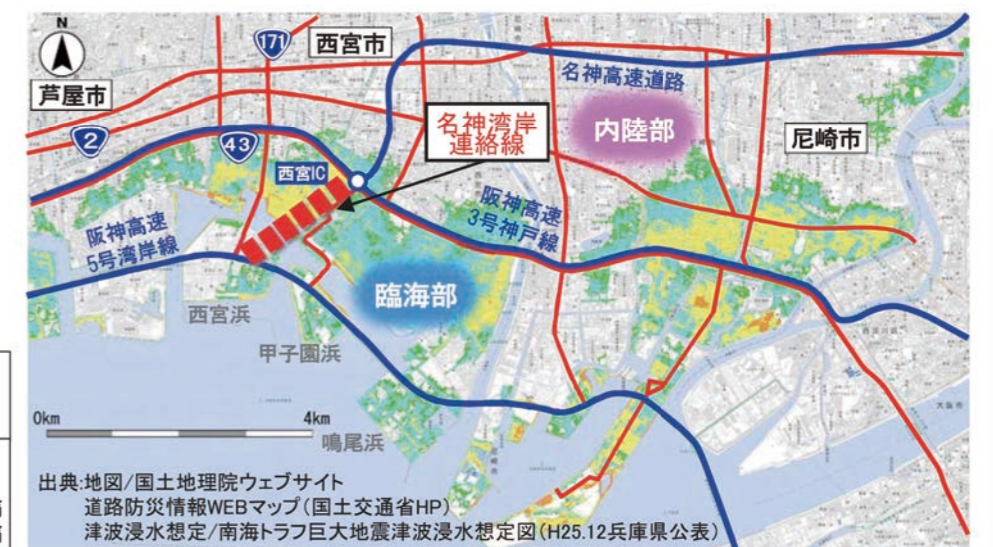 N
171
西宮市
芦屋市
2
43
名神高速道路
内陸部
尼崎市
名神湾岸
連絡線
西宮IC
阪神高速
3号神戸線
阪神高速
5号湾岸線
臨海部
西宮浜
甲子園浜
鳴尾浜
0km
4km
大阪市
出典:地図/国土地理院ウェブサイト
道路防災情報WEBマップ(国土交通省HP)
津波浸水想定/南海トラフ巨大地震津波浸水想定図(H25.12兵庫県公表)